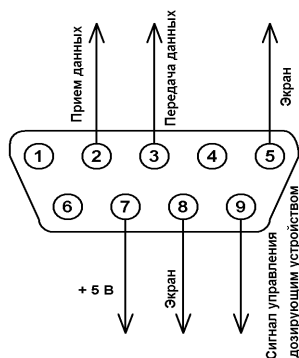 Прием данных
Передача данных
Экран
1 2 3 4 5
6 7 8 9
+ 5 В
Экран
Сигнал управления
дозирующим устройством